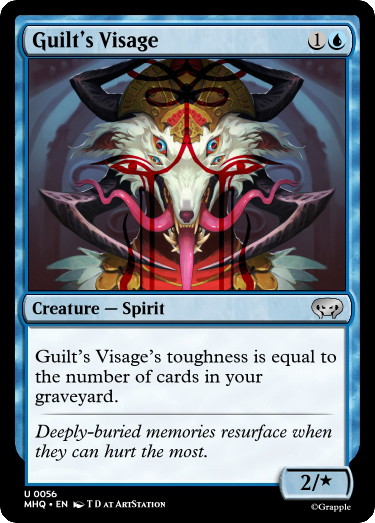 Guilt's Visage 1
Creature — Spirit
Guilt's Visage's toughness is equal to
the number of cards in your
graveyard.
Deeply-buried memories resurface when
they can hurt the most.
2/★
U 0056
MHQ • EN T D AT ARTSTATION
©Grapple